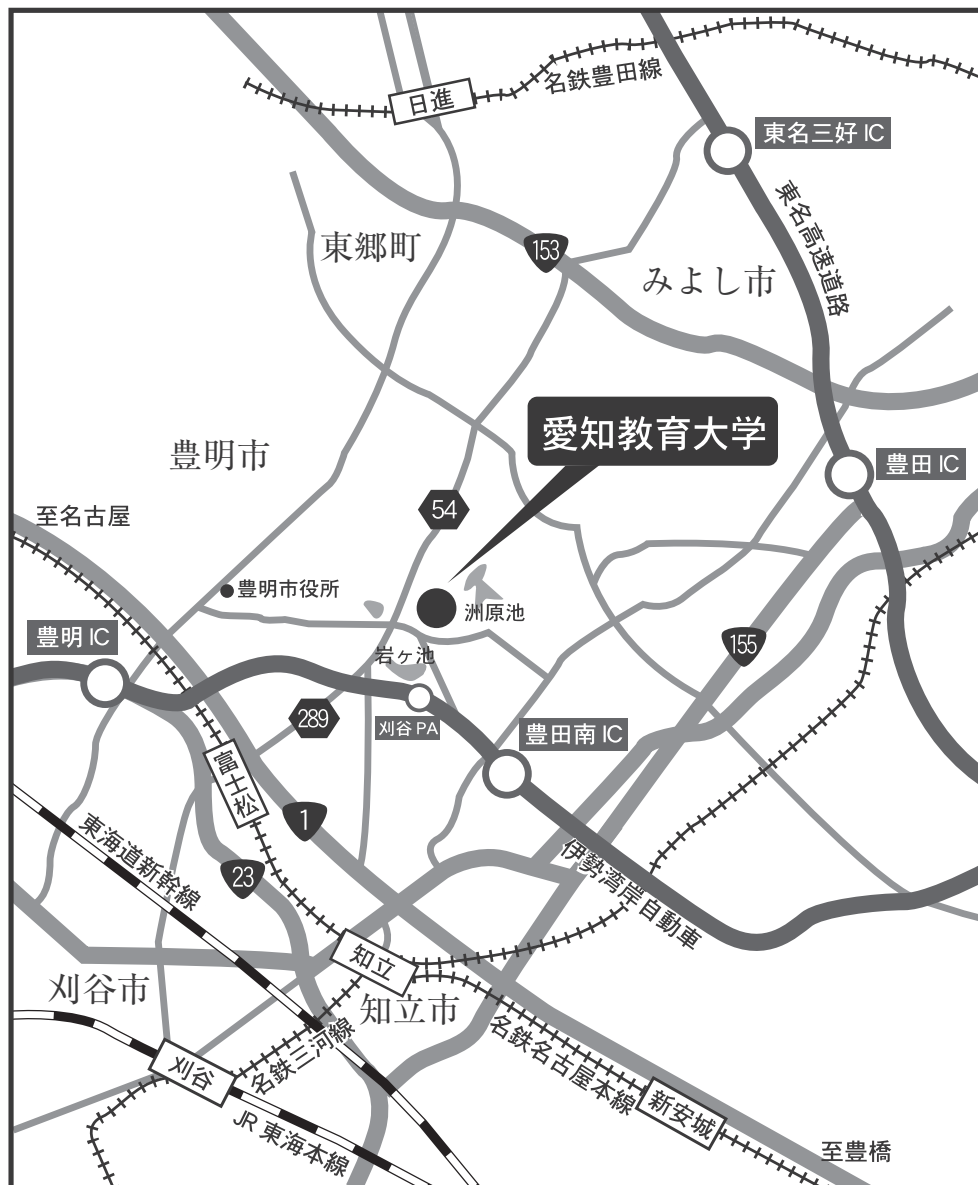 日進
名鉄豊田線
東名三好 IC
東名高速道路
東郷町
153
みよし市
愛知教育大学
豊明市
豊田 IC
54
至名古屋
豊明市役所
洲原池
豊明 IC
岩ヶ池
155
289
刈谷 PA
豊田南 IC
富士松
1
東海道新幹線
23
伊勢湾岸自動車
知立
刈谷市
知立市
名鉄三河線
名鉄名古屋本線
刈谷
JR 東海本線
新安城
至豊橋